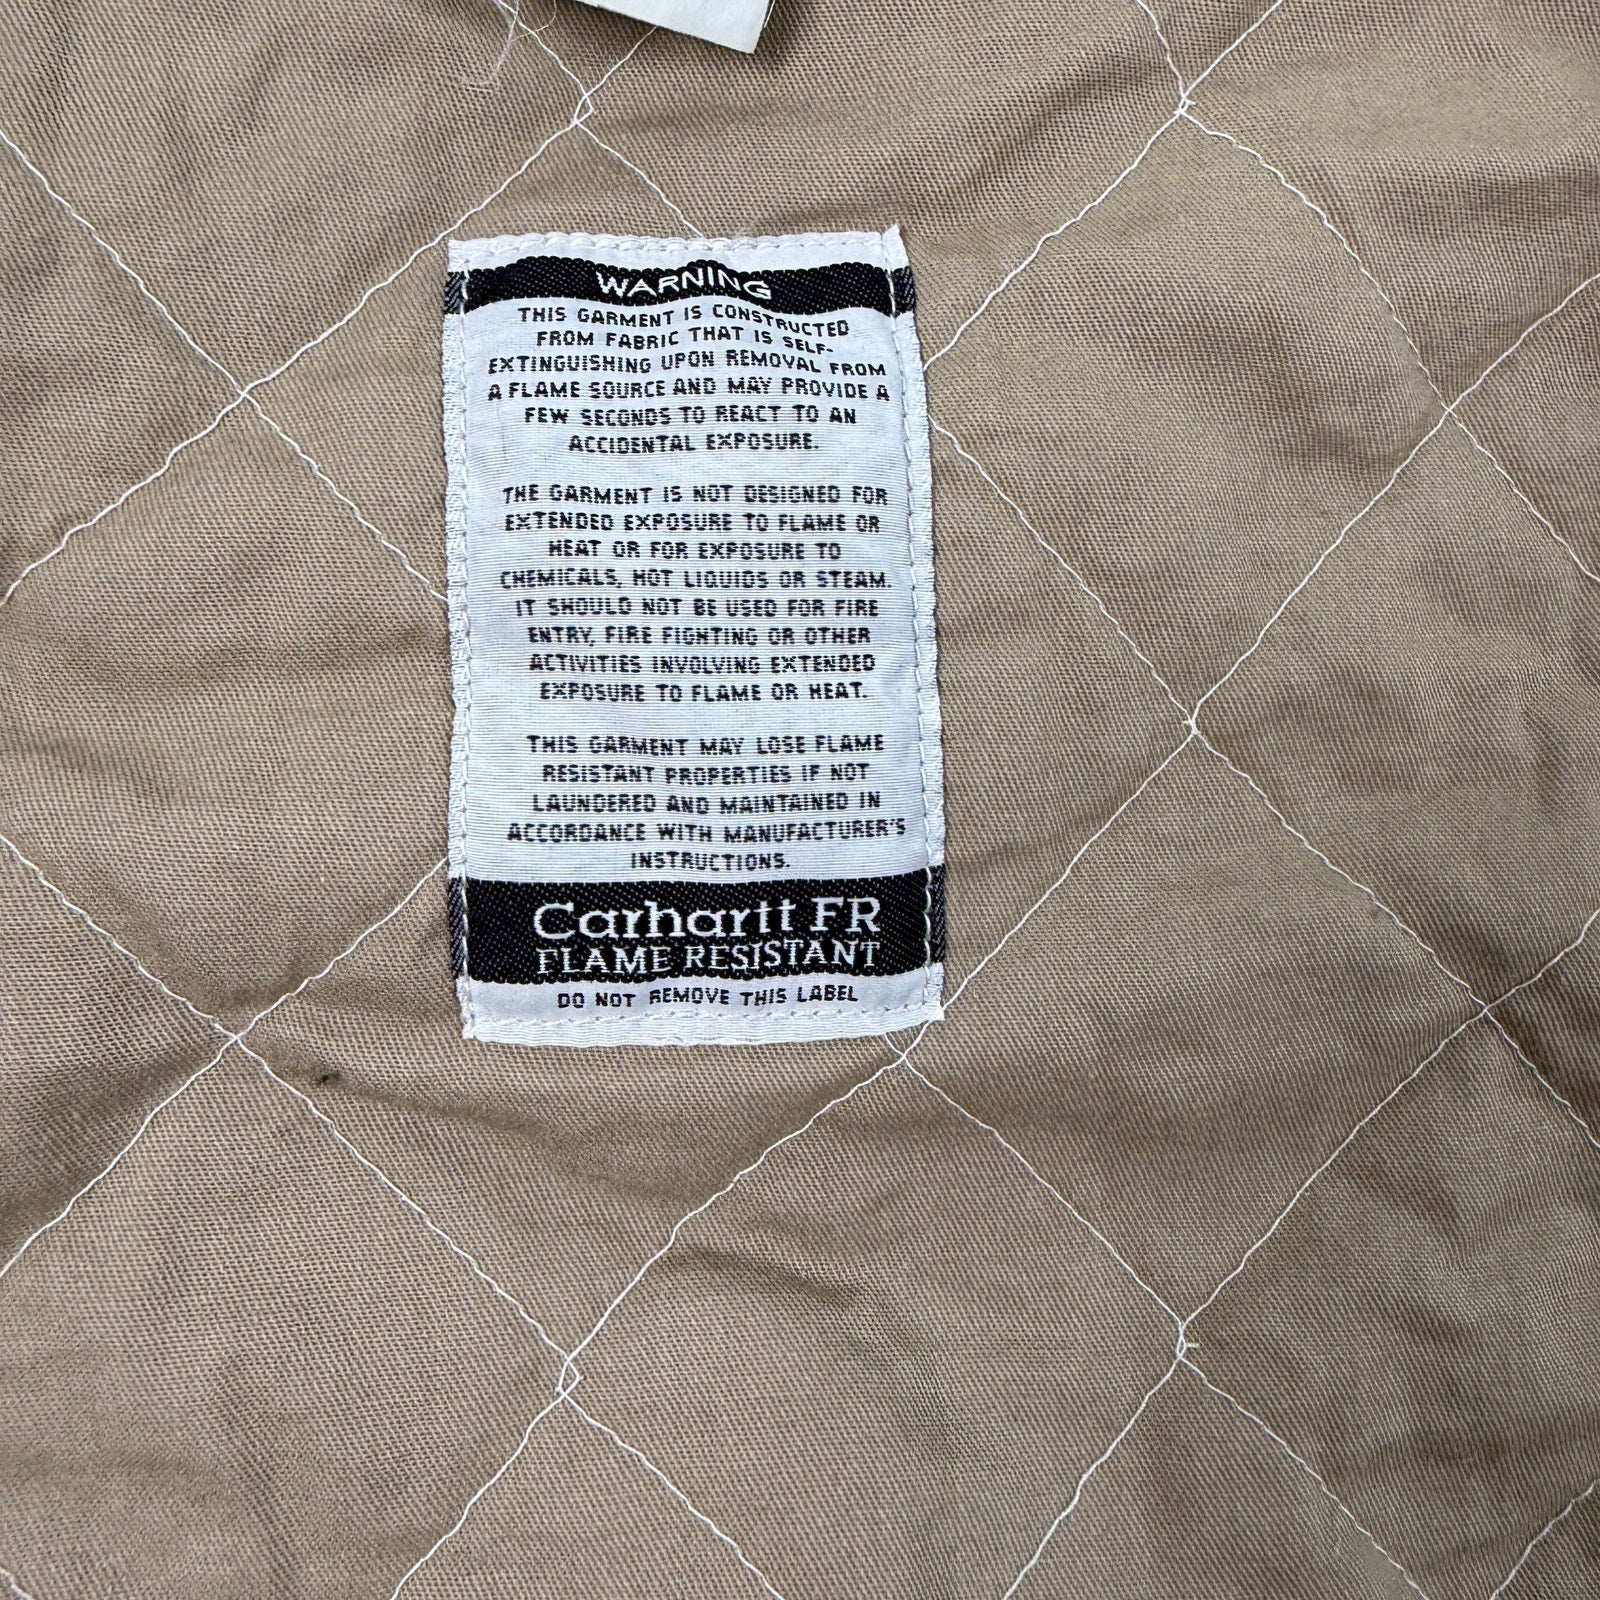 WARNING
THIS GARMENT IS CONSTRUCTED
FROM FABRIC THAT IS SELF-
EXTINGUISHING UPON REMOVAL FROM
A FLAME SOURCE AND MAY PROVIDE A
FEW SECONDS TO REACT TO AN
ACCIDENTAL EXPOSURE.
THE GARMENT IS NOT DESIGNED FOR
EXTENDED EXPOSURE TO FLAME OR
HEAT OR FOR EXPOSURE TO
CHEMICALS, HOT LIQUIDS OR STEAM.
IT SHOULD NOT BE USED FOR FIRE
ENTRY, FIRE FIGHTING OR OTHER
ACTIVITIES INVOLVING EXTENDED
EXPOSURE TO FLAME OR HEAT.
THIS GARMENT MAY LOSE FLAME
RESISTANT PROPERTIES IF NOT
LAUNDERED AND MAINTAINED IN
ACCORDANCE WITH MANUFACTURER'S
INSTRUCTIONS.
Carhartt FR
FLAME RESISTANT
DO NOT REMOVE THIS LABEL